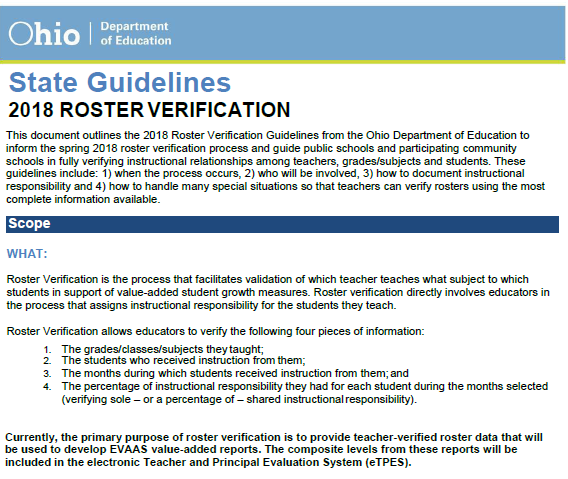 Ohio | Department
of Education
State Guidelines
2018 ROSTER VERIFICATION
This document outlines the 2018 Roster Verification Guidelines from the Ohio Department of Education to
inform the spring 2018 roster verification process and guide public schools and participating community
schools in fully verifying instructional relationships among teachers, grades/subjects and students. These
guidelines include: 1) when the process occurs, 2) who will be involved, 3) how to document instructional
responsibility and 4) how to handle many special situations so that teachers can verify rosters using the most
complete information available.
Scope
WHAT:
Roster Verification is the process that facilitates validation of which teacher teaches what subject to which
students in support of value-added student growth measures. Roster verification directly involves educators in
the process that assigns instructional responsibility for the students they teach.
Roster Verification allows educators to verify the following four pieces of information:
1. The grades/classes/subjects they taught;
2. The students who received instruction from them;
3. The months during which students received instruction from them; and
4. The percentage of instructional responsibility they had for each student during the months selected
(verifying sole – or a percentage of – shared instructional responsibility).
Currently, the primary purpose of roster verification is to provide teacher-verified roster data that will
be used to develop EVAAS value-added reports. The composite levels from these reports will be
included in the electronic Teacher and Principal Evaluation System (eTPES).